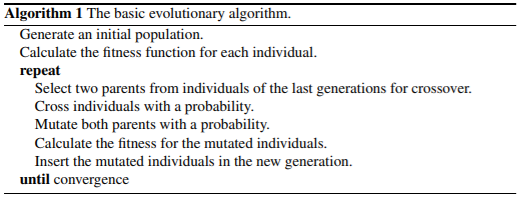 Algorithm 1 The basic evolutionary algorithm.
Generate an initial population.
Calculate the fitness function for each individual.
repeat
Select two parents from individuals of the last generations for crossover.
Cross individuals with a probability.
Mutate both parents with a probability.
Calculate the fitness for the mutated individuals.
Insert the mutated individuals in the new generation.
until convergence